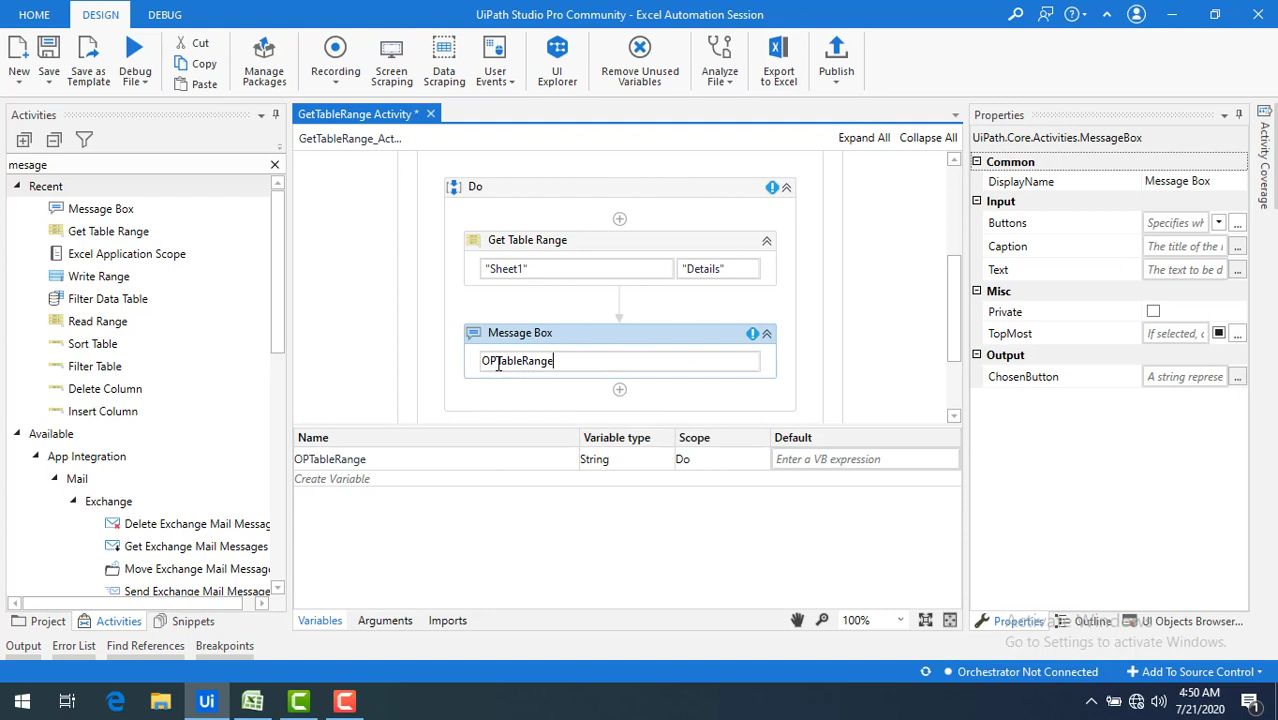 HOME DESIGN DEBUG UiPath Studio Pro Community - Excel Automation Session
New Save Save as Template Debug File Cut Copy Paste Manage Packages Recording Screen Scraping Data Scraping User Events UI Explorer Remove Unused Variables Analyze File Export to Excel Publish
Activities
mesage
Recent
Message Box
Get Table Range
Excel Application Scope
Write Range
Filter Data Table
Read Range
Sort Table
Filter Table
Delete Column
Insert Column
Available
App Integration
Mail
Exchange
Delete Exchange Mail Messag
Get Exchange Mail Messages
Move Exchange Mail Messag
Send Exchange Mail Messag
Project Activities Snippets
GetTableRange Activity *
GetTableRange_Act... Expand All Collapse All
Do
Get Table Range
"Sheet1" "Details"
Message Box
OPTableRange
Name Variable type Scope Default
OPTableRange String Do Enter a VB expression
Create Variable
Variables Arguments Imports 100%
Properties
UiPath.Core.Activities.MessageBox
Common
DisplayName Message Box
Input
Buttons Specifies wh ...
Caption The title of the ...
Text The text to be d ...
Misc
Private
TopMost If selected, ...
Output
ChosenButton A string represe ...
Activity Coverage
Properties Outline UI Objects Browser...
Activate Windows
Go to Settings to activate Windows.
Output Error List Find References Breakpoints
Orchestrator Not Connected Add To Source Control
Ui
4:50 AM
7/21/2020
1